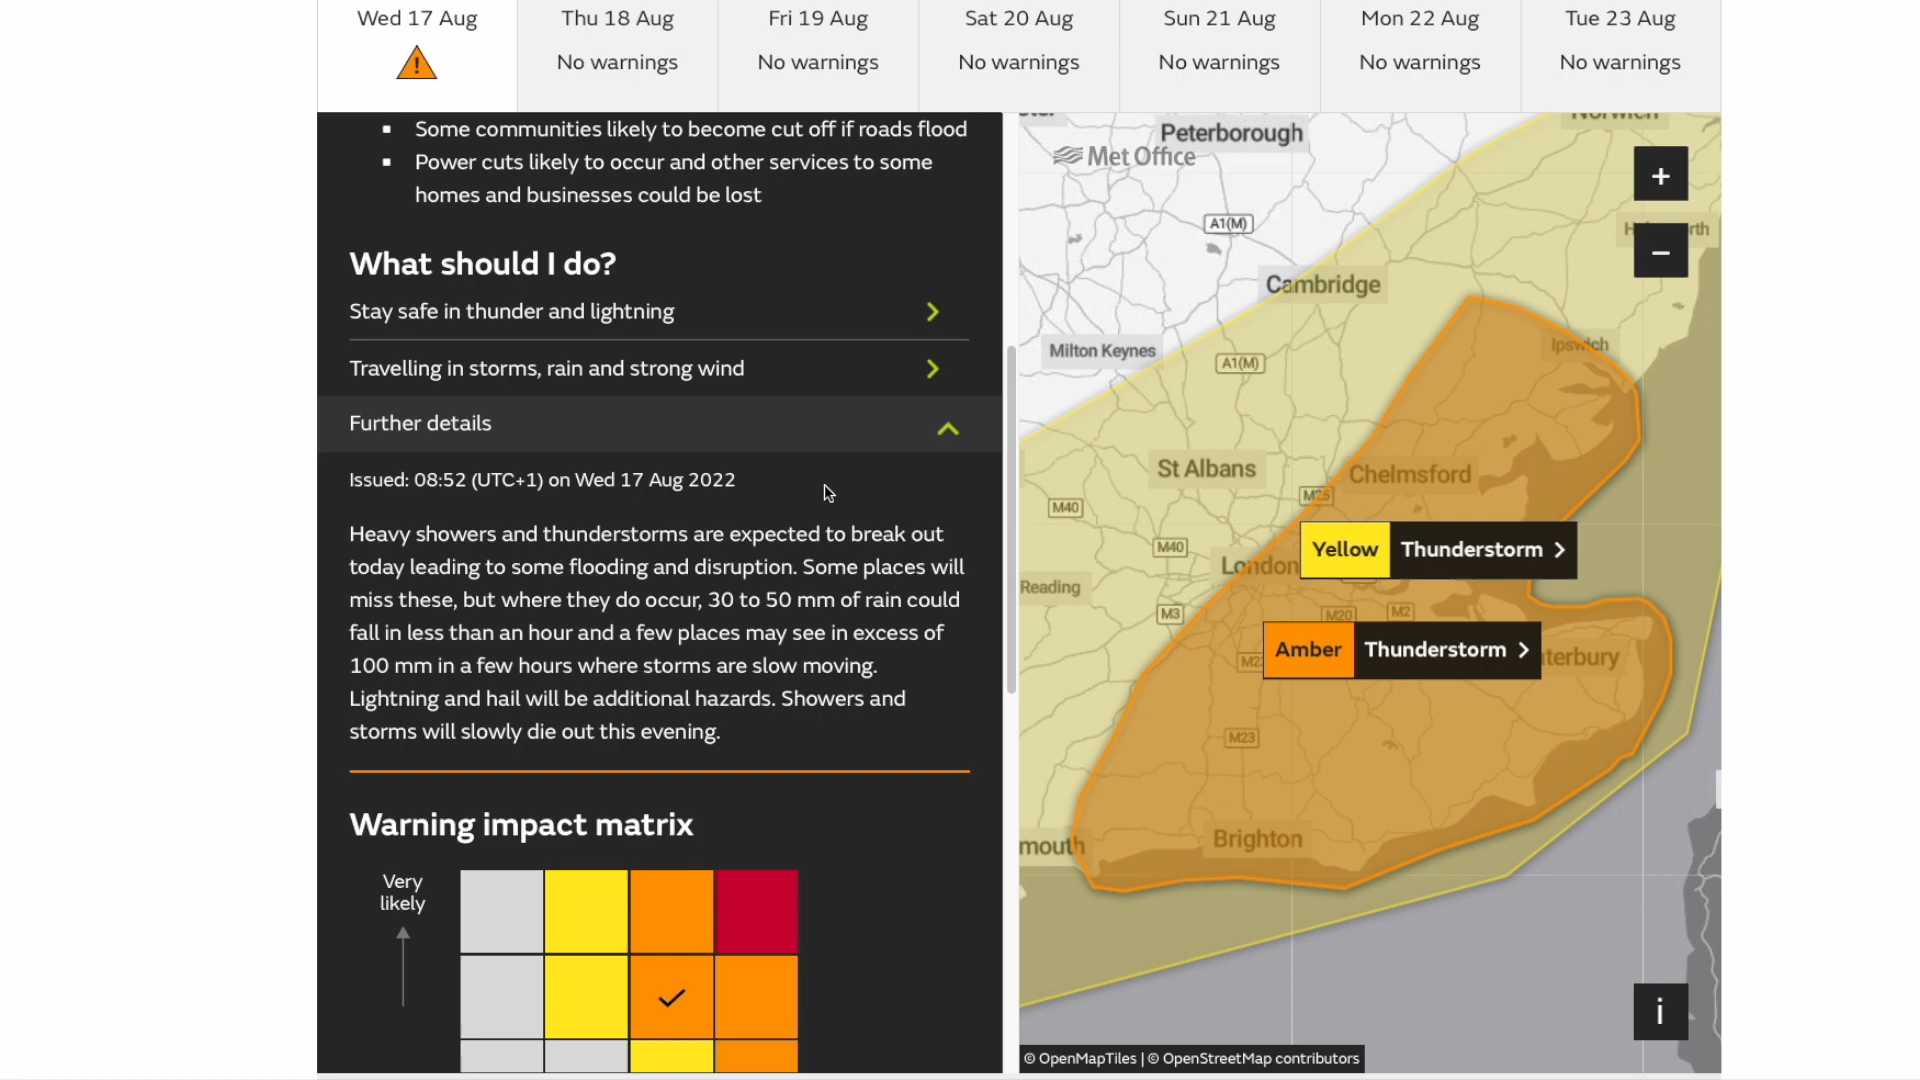 Wed 17 Aug
Thu 18 Aug
No warnings
Fri 19 Aug
No warnings
Sat 20 Aug
No warnings
Sun 21 Aug
No warnings
Mon 22 Aug
No warnings
Tue 23 Aug
No warnings
Some communities likely to become cut off if roads flood
Power cuts likely to occur and other services to some
homes and businesses could be lost
What should I do?
Stay safe in thunder and lightning
Travelling in storms, rain and strong wind
Further details
Issued: 08:52 (UTC+1) on Wed 17 Aug 2022
Heavy showers and thunderstorms are expected to break out
today leading to some flooding and disruption. Some places will
miss these, but where they do occur, 30 to 50 mm of rain could
fall in less than an hour and a few places may see in excess of
100 mm in a few hours where storms are slow moving.
Lightning and hail will be additional hazards. Showers and
storms will slowly die out this evening.
Warning impact matrix
Very
likely
Norwich
Peterborough
Met Office
A1(M)
Cambridge
Milton Keynes
A1(M)
Ipswich
St Albans
Chelmsford
M25
M40
M40
London
Yellow Thunderstorm
Reading
M3
M20
M2
Amber Thunderstorm
terbury
M23
mouth
Brighton
i
© OpenMapTiles | © OpenStreetMap contributors